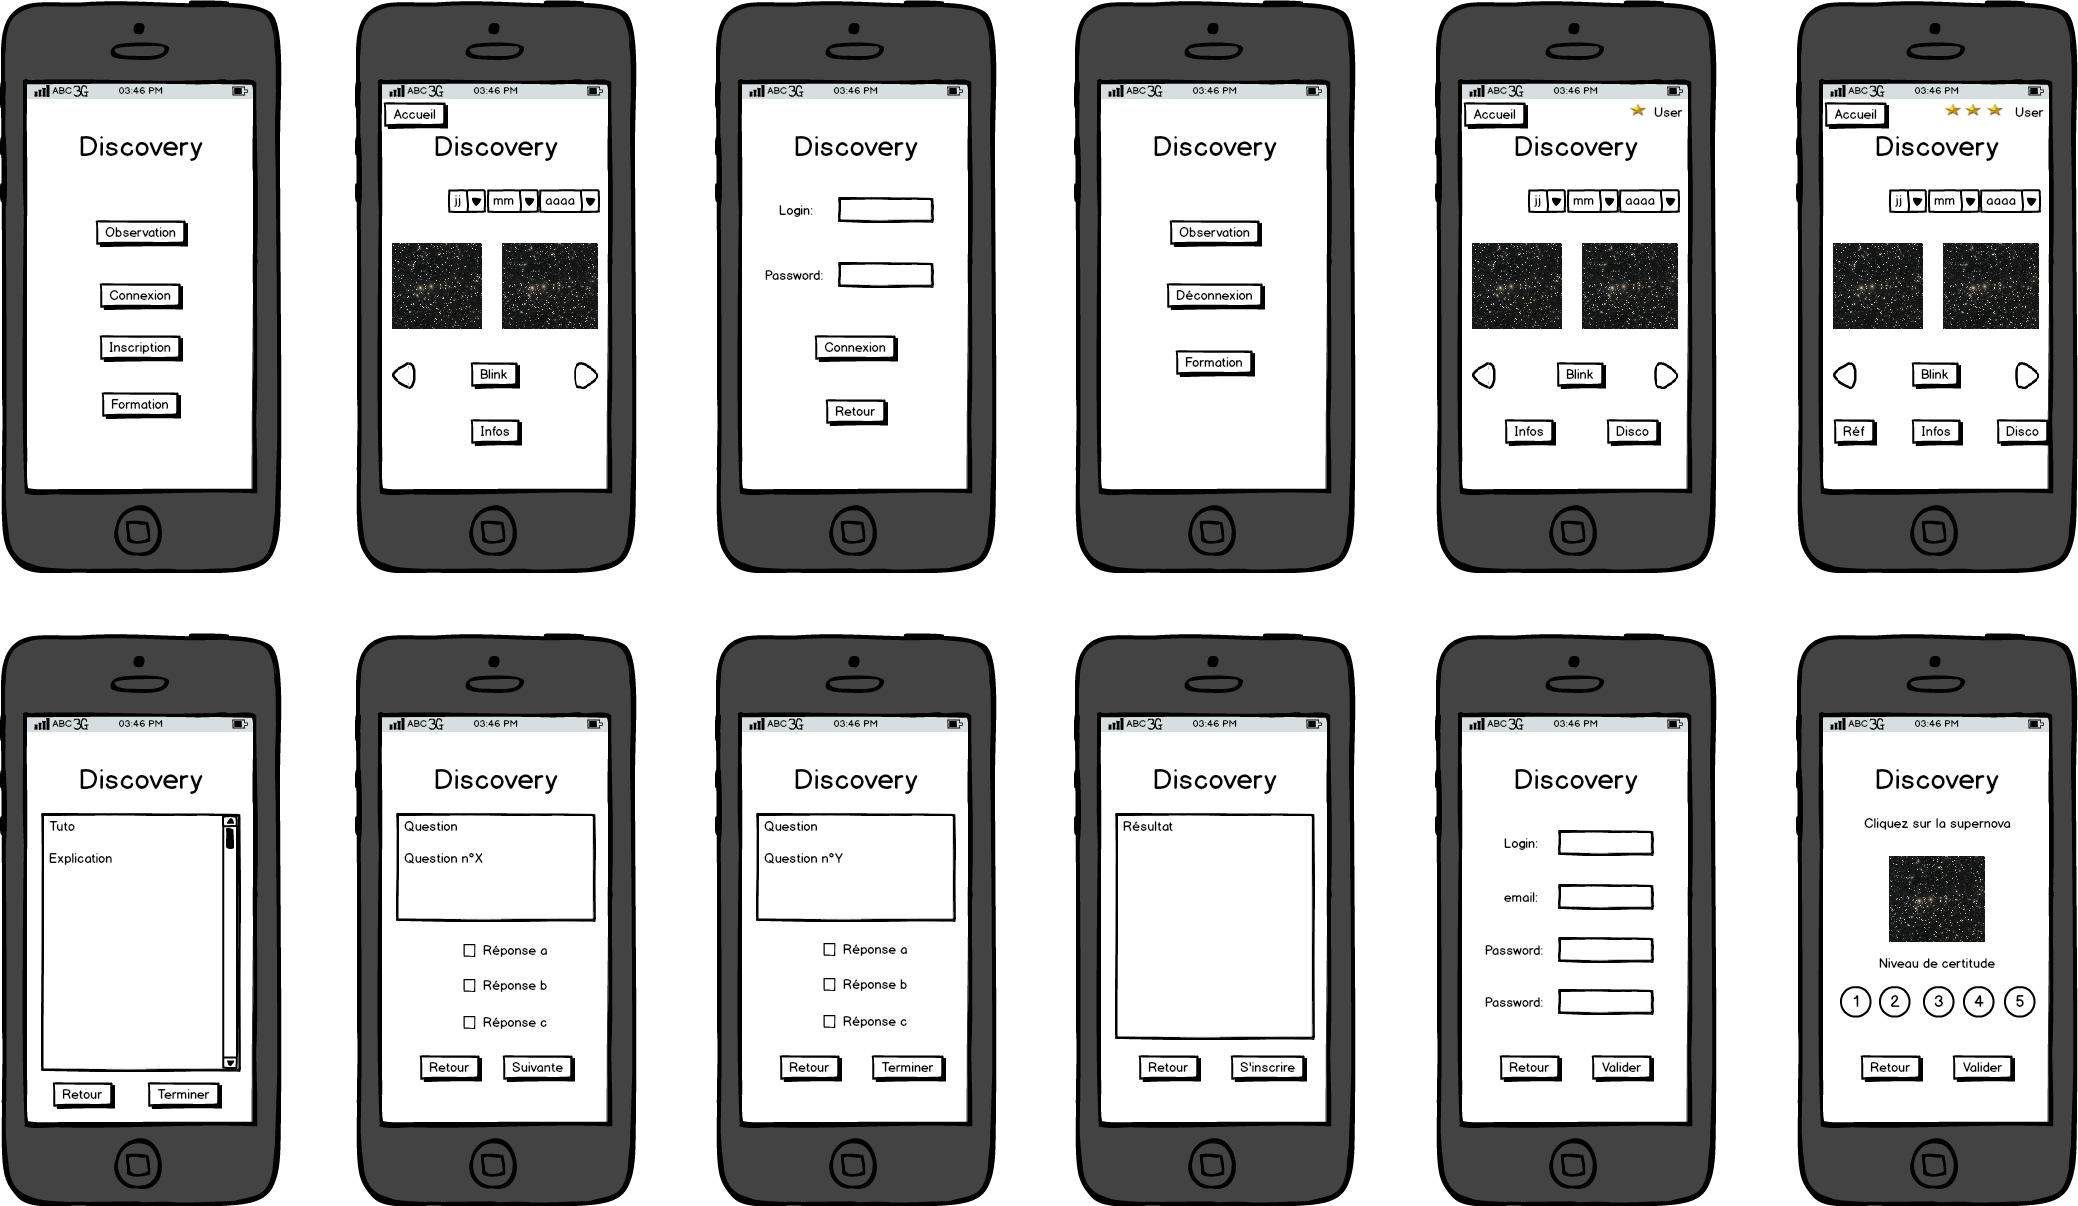 ABC 3G 03:46 PM
Discovery
Observation
Connexion
Inscription
Formation
ABC 3G 03:46 PM
Accueil
Discovery
jj mm aaaa
Blink
Infos
ABC 3G 03:46 PM
Discovery
Login:
Password:
Connexion
Retour
ABC 3G 03:46 PM
Discovery
Observation
Déconnexion
Formation
ABC 3G 03:46 PM
Accueil User
Discovery
jj mm aaaa
Blink
Infos Disco
ABC 3G 03:46 PM
Accueil User
Discovery
jj mm aaaa
Blink
Réf Infos Disco
ABC 3G 03:46 PM
Discovery
Tuto
Explication
Retour Terminer
ABC 3G 03:46 PM
Discovery
Question
Question n°X
Réponse a
Réponse b
Réponse c
Retour Suivante
ABC 3G 03:46 PM
Discovery
Question
Question n°Y
Réponse a
Réponse b
Réponse c
Retour Terminer
ABC 3G 03:46 PM
Discovery
Résultat
Retour S'inscrire
ABC 3G 03:46 PM
Discovery
Login:
email:
Password:
Password:
Retour Valider
ABC 3G 03:46 PM
Discovery
Cliquez sur la supernova
Niveau de certitude
1 2 3 4 5
Retour Valider